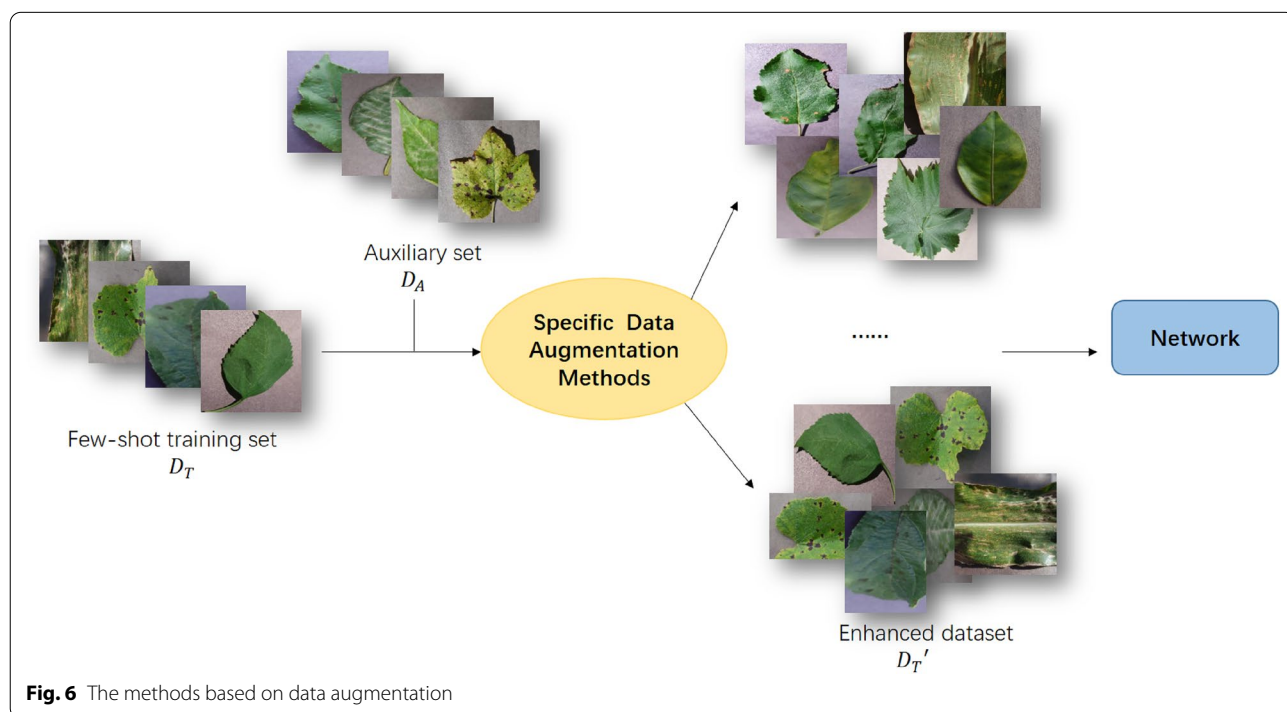 Auxiliary set
D_A
Few-shot training set
D_T
Specific Data
Augmentation
Methods
......
Network
Enhanced dataset
D_T'
Fig. 6 The methods based on data augmentation